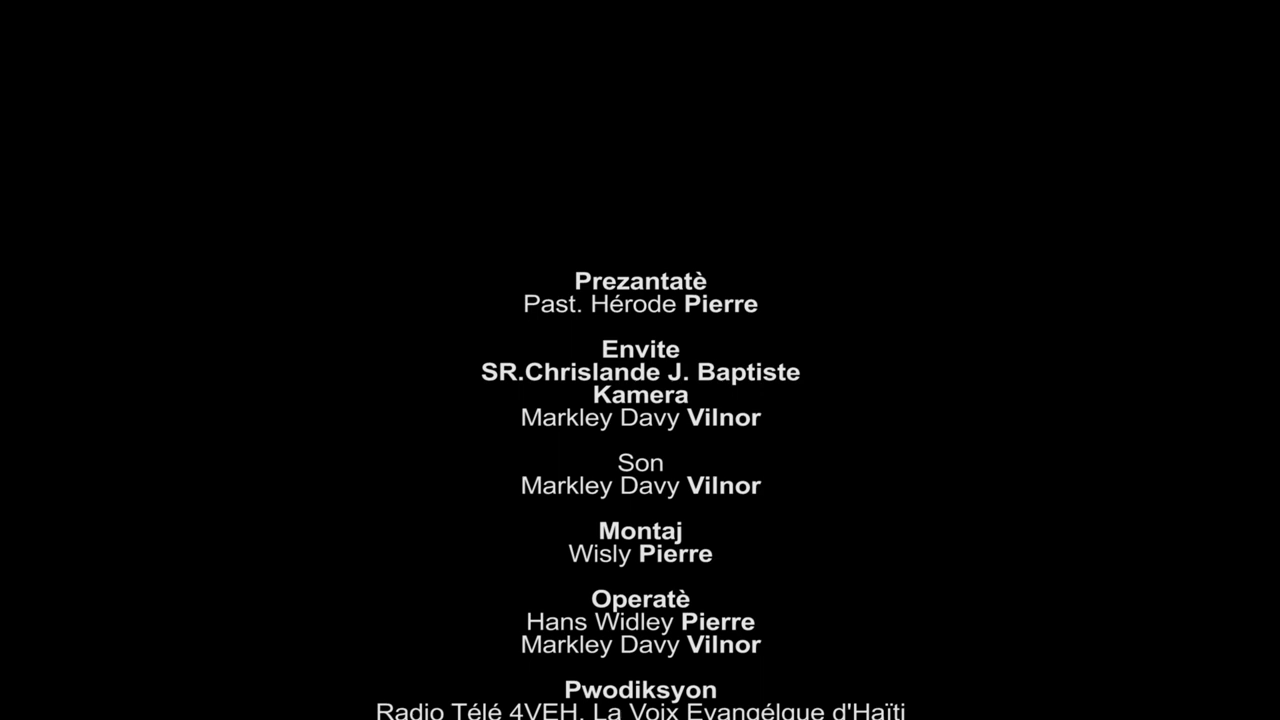 Prezantatè
Past. Hérode Pierre
Envite
SR.Chrislande J. Baptiste
Kamera
Markley Davy Vilnor
Son
Markley Davy Vilnor
Montaj
Wisly Pierre
Operatè
Hans Widley Pierre
Markley Davy Vilnor
Pwodiksyon
Radio Télé 4VEH, La Voix Evangélque d'Haïti